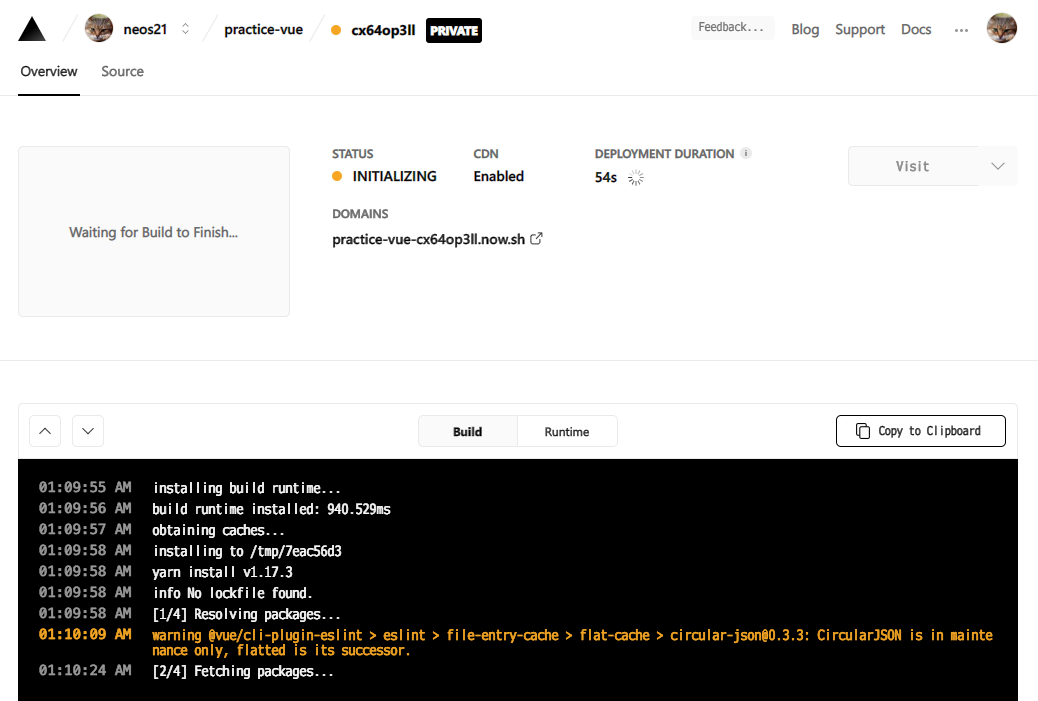 neos21 practice-vue cx64op3ll PRIVATE Feedback... Blog Support Docs ...
Overview Source
STATUS CDN DEPLOYMENT DURATION i
INITIALIZING Enabled 54s
Visit
Waiting for Build to Finish...
DOMAINS
practice-vue-cx64op3ll.now.sh
Build Runtime Copy to Clipboard
01:09:55 AM installing build runtime...
01:09:56 AM build runtime installed: 940.529ms
01:09:57 AM obtaining caches...
01:09:58 AM installing to /tmp/7eac56d3
01:09:58 AM yarn install v1.17.3
01:09:58 AM info No lockfile found.
01:09:58 AM [1/4] Resolving packages...
01:10:09 AM warning @vue/cli-plugin-eslint > eslint > file-entry-cache > flat-cache > circular-json@0.3.3: CircularJSON is in mainte
nance only, flatted is its successor.
01:10:24 AM [2/4] Fetching packages...